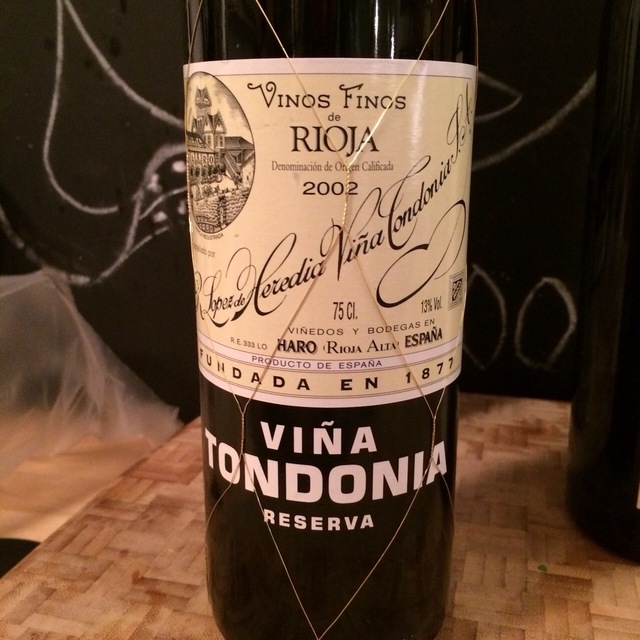 Vinos Finos
de
RIOJA
Denominación de Origen Calificada
2002
R. Lopez de Heredia Viña Tondonia, S.A.
75 Cl.
13% Vol.
VIÑEDOS Y BODEGAS EN
R.E. 333 LO HARO (RIOJA ALTA) ESPAÑA
PRODUCTO DE ESPAÑA
FUNDADA EN 1877
VIÑA
TONDONIA
RESERVA